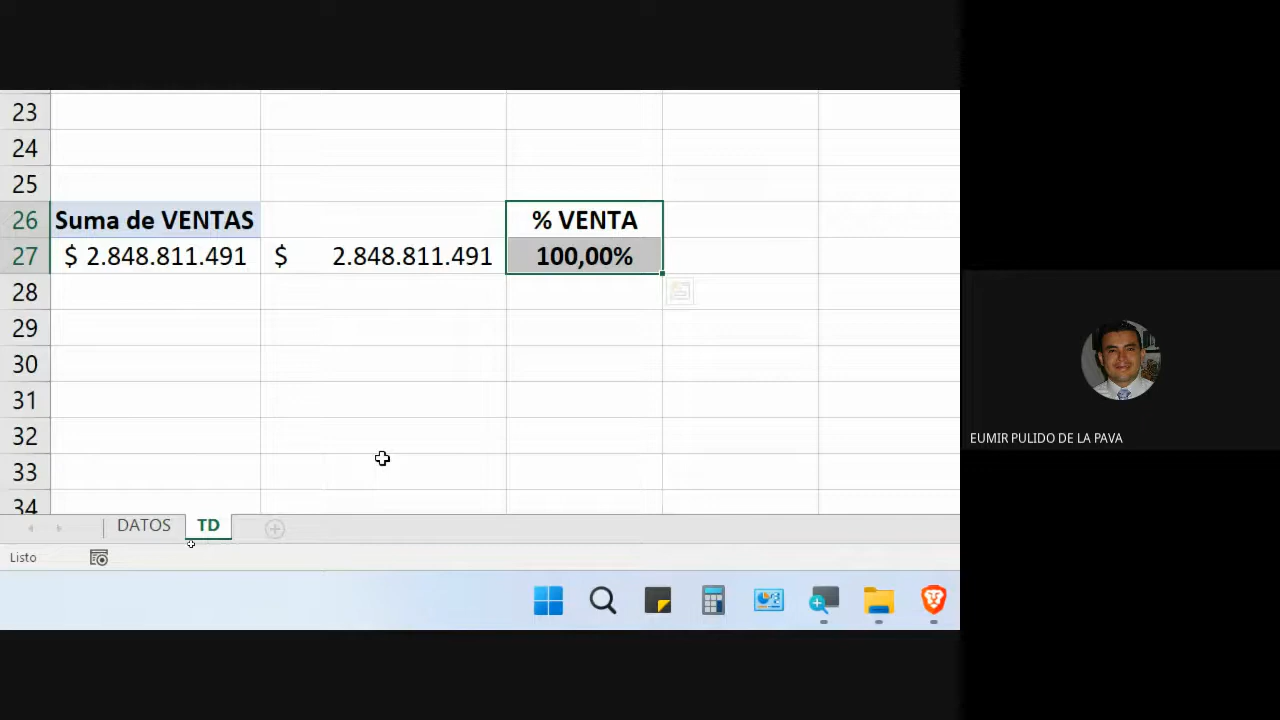 23
24
25
26 Suma de VENTAS % VENTA
27 $ 2.848.811.491 $ 2.848.811.491 100,00%
28
29
30
31
32
33
34
DATOS TD
Listo
EUMIR PULIDO DE LA PAVA